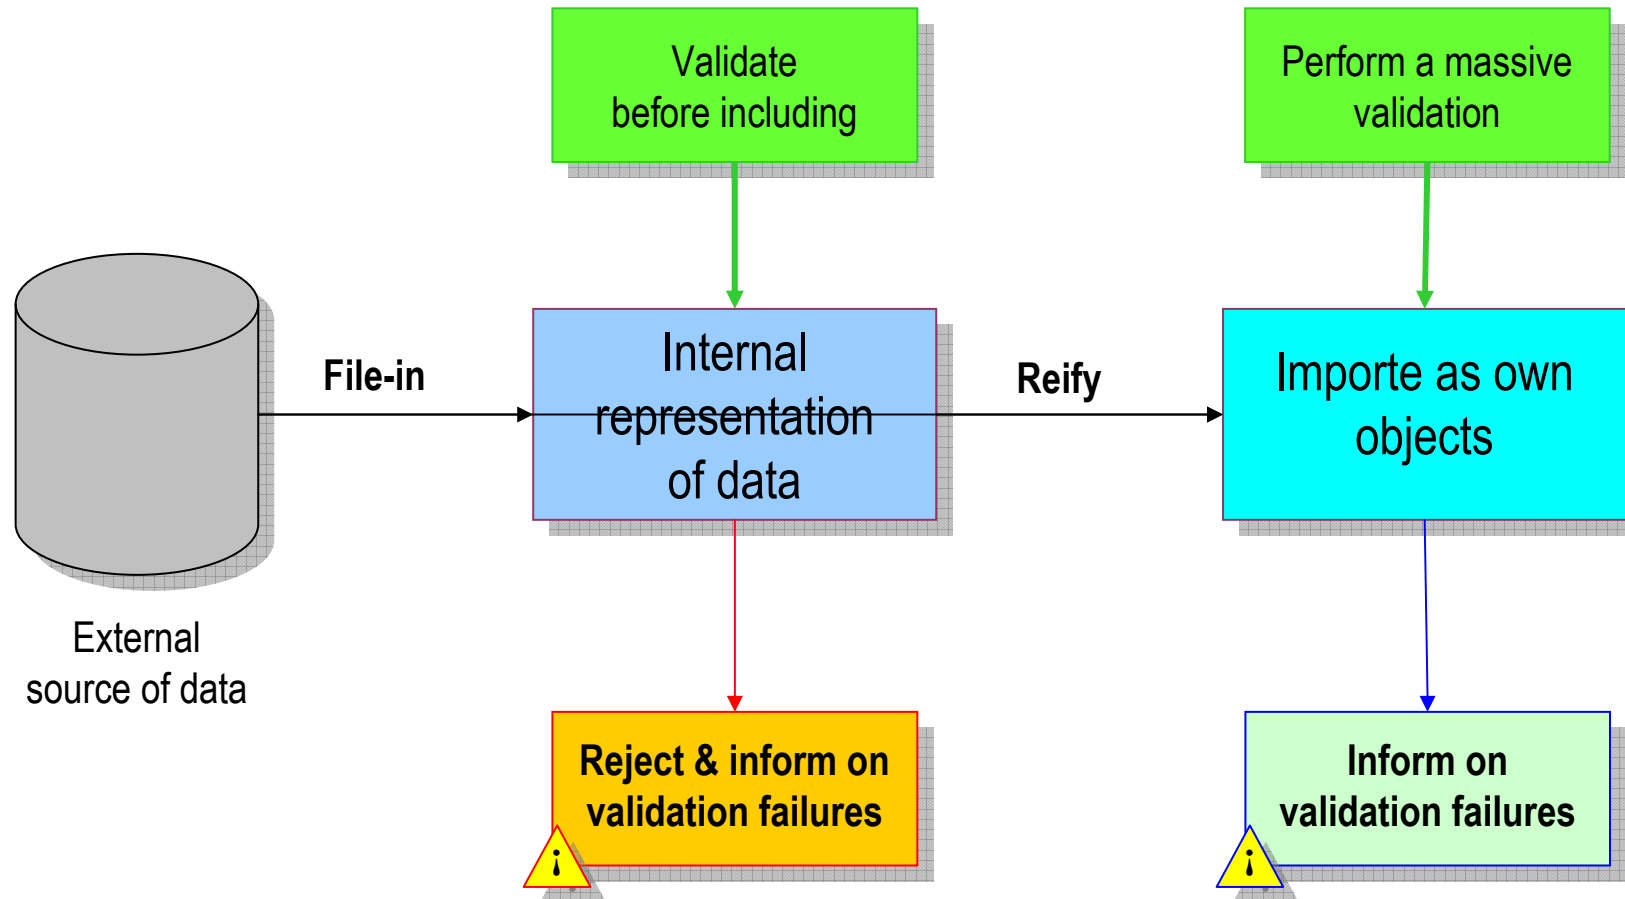 Validate
before including
Perform a massive
validation
File-in
Internal
representation
of data
Reify
Importe as own
objects
External
source of data
Reject & inform on
validation failures
¡
Inform on
validation failures
¡